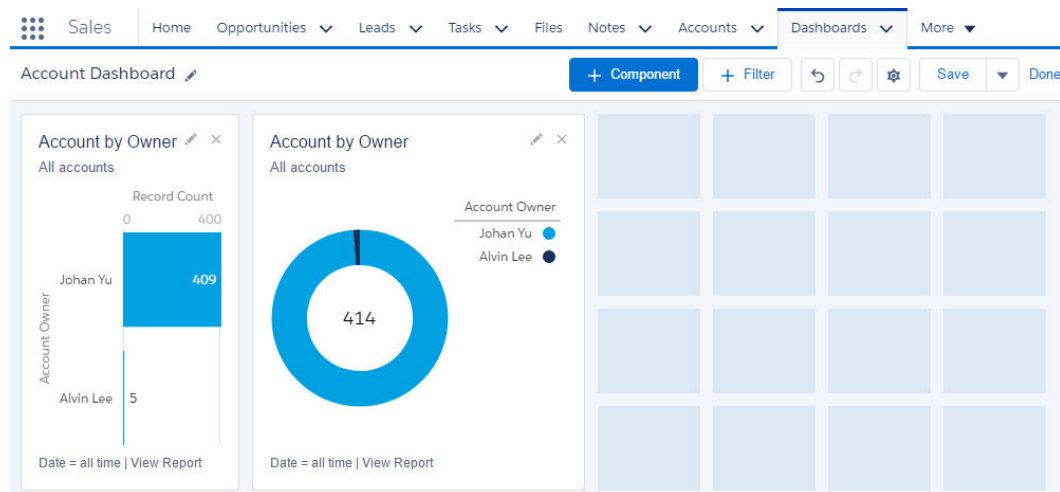 Sales Home Opportunities Leads Tasks Files Notes Accounts Dashboards More
Account Dashboard + Component + Filter Save Done
Account by Owner
All accounts
Record Count
0 400
Account Owner
Johan Yu 409
Alvin Lee 5
Date = all time | View Report
Account by Owner
All accounts
Account Owner
Johan Yu
Alvin Lee
414
Date = all time | View Report